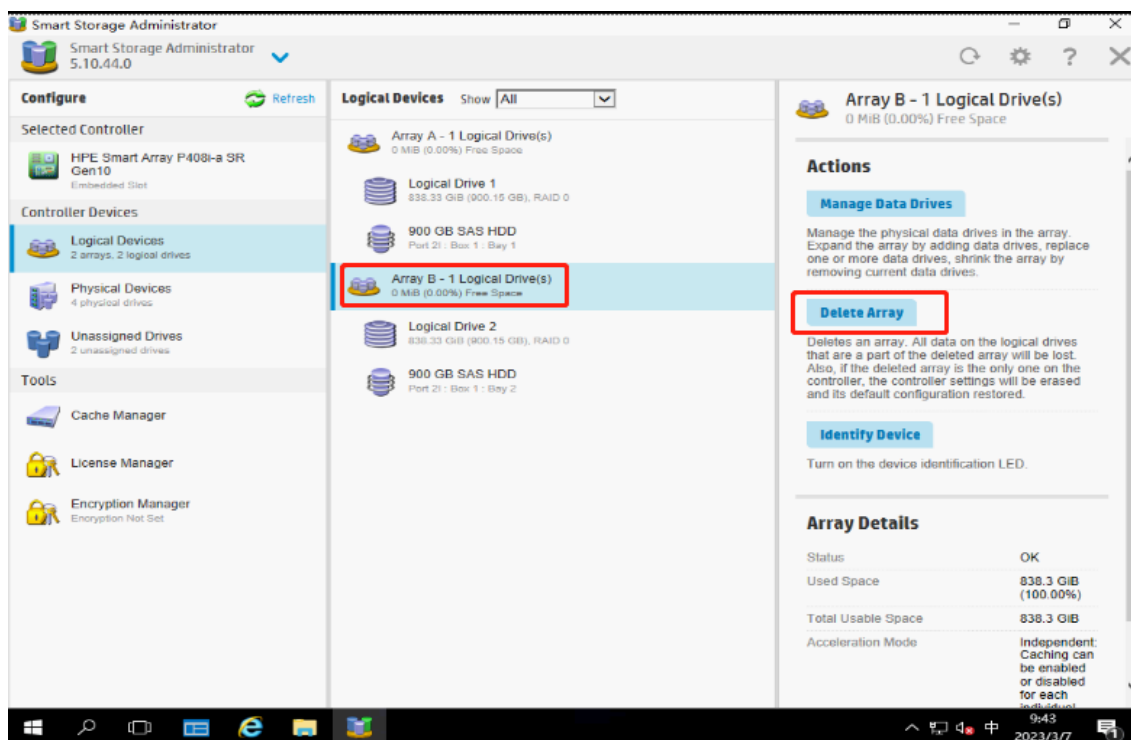 Smart Storage Administrator
Smart Storage Administrator
5.10.44.0
Configure
Refresh
Selected Controller
HPE Smart Array P408i-a SR
Gen10
Embedded Slot
Controller Devices
Logical Devices
2 arrays, 2 logical drives
Physical Devices
4 physical drives
Unassigned Drives
2 unassigned drives
Tools
Cache Manager
License Manager
Encryption Manager
Encryption Not Set
Logical Devices Show All
Array A - 1 Logical Drive(s)
0 MiB (0.00%) Free Space
Logical Drive 1
838.33 GiB (900.15 GB), RAID 0
900 GB SAS HDD
Port 2I : Box 1 : Bay 1
Array B - 1 Logical Drive(s)
0 MiB (0.00%) Free Space
Logical Drive 2
838.33 GiB (900.15 GB), RAID 0
900 GB SAS HDD
Port 2I : Box 1 : Bay 2
Array B - 1 Logical Drive(s)
0 MiB (0.00%) Free Space
Actions
Manage Data Drives
Manage the physical data drives in the array.
Expand the array by adding data drives, replace
one or more data drives, shrink the array by
removing current data drives.
Delete Array
Deletes an array. All data on the logical drives
that are a part of the deleted array will be lost.
Also, if the deleted array is the only one on the
controller, the controller settings will be erased
and its default configuration restored.
Identify Device
Turn on the device identification LED.
Array Details
Status OK
Used Space 838.3 GiB
(100.00%)
Total Usable Space 838.3 GiB
Acceleration Mode Independent:
Caching can
be enabled
or disabled
for each
individual
中
9:43
2023/3/7